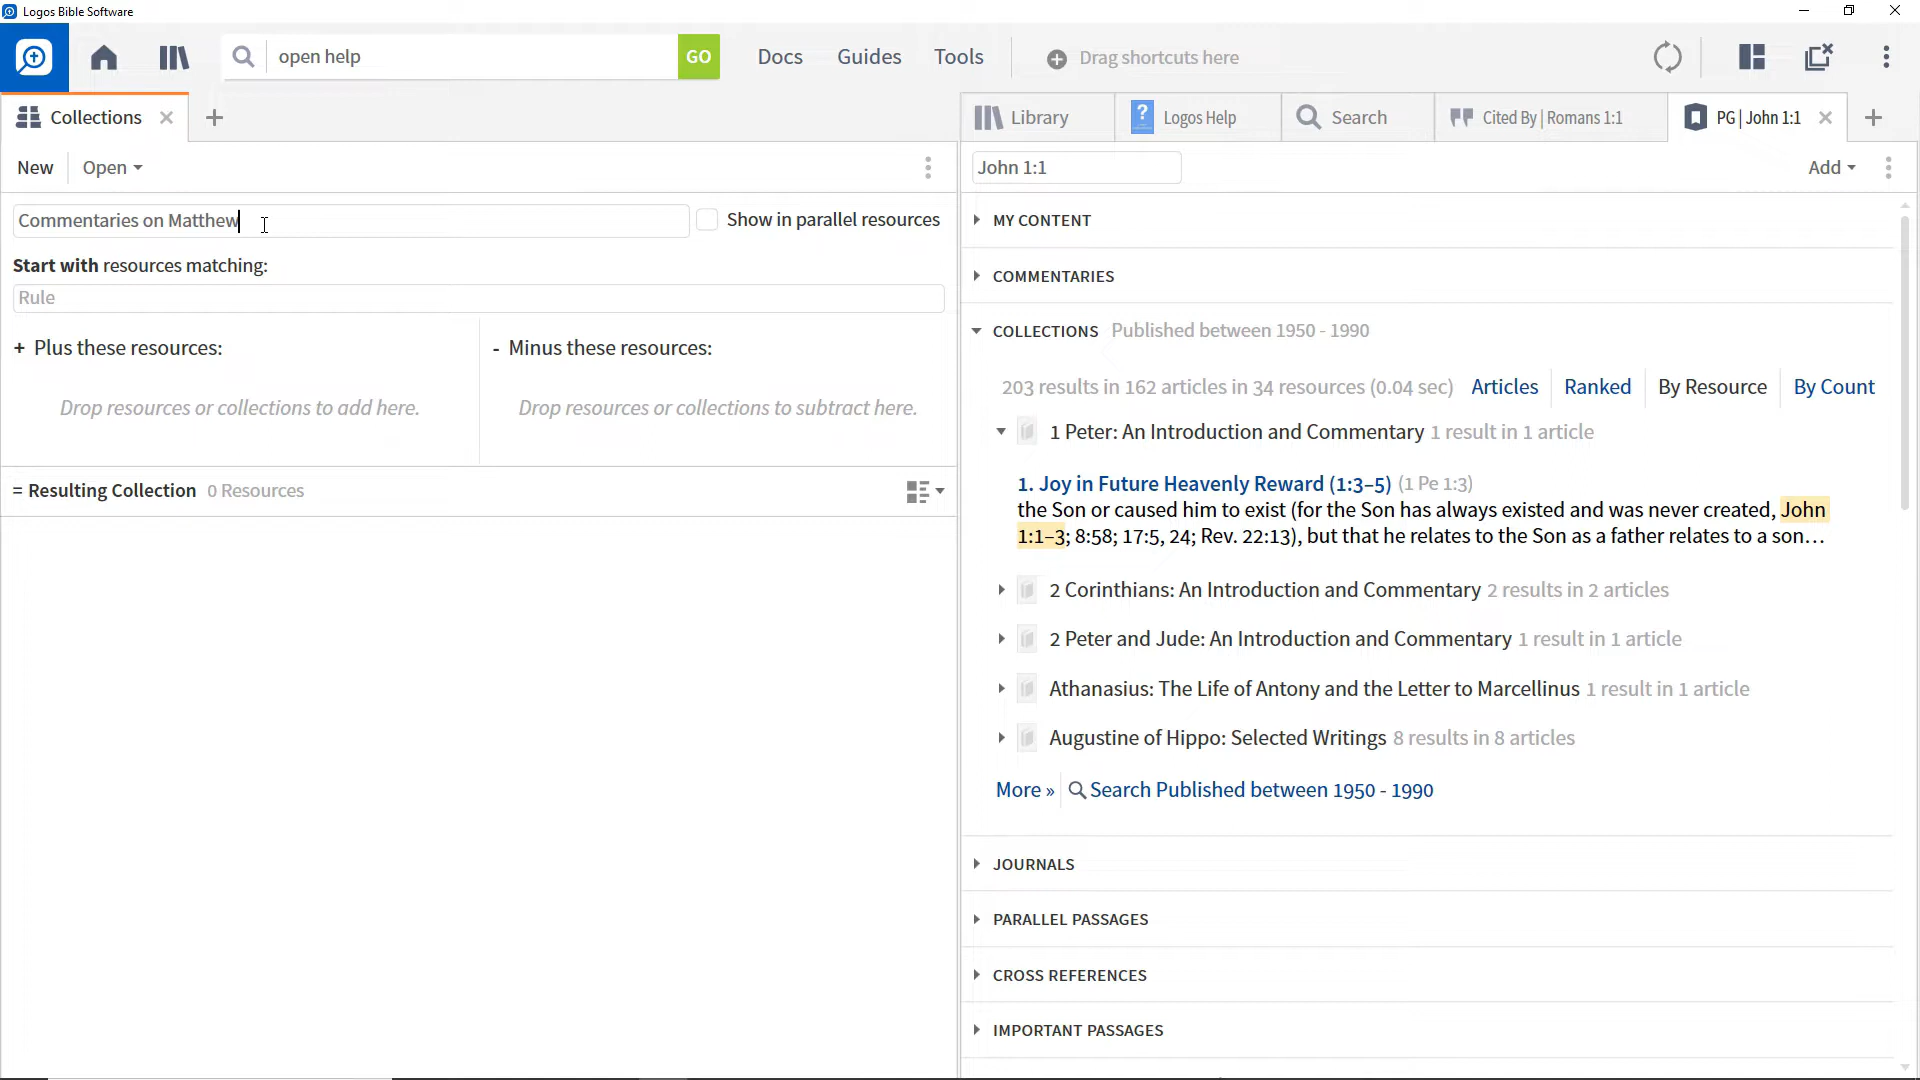 Logos Bible Software
open help
GO
Docs
Guides
Tools
Drag shortcuts here
Collections
New
Open
Commentaries on Matthew
Show in parallel resources
Start with resources matching:
Rule
+ Plus these resources:
- Minus these resources:
Drop resources or collections to add here.
Drop resources or collections to subtract here.
= Resulting Collection 0 Resources
Library
Logos Help
Search
Cited By | Romans 1:1
PG | John 1:1
John 1:1
Add
MY CONTENT
COMMENTARIES
COLLECTIONS Published between 1950 - 1990
203 results in 162 articles in 34 resources (0.04 sec) Articles Ranked By Resource By Count
1 Peter: An Introduction and Commentary 1 result in 1 article
1. Joy in Future Heavenly Reward (1:3–5) (1 Pe 1:3)
the Son or caused him to exist (for the Son has always existed and was never created, John
1:1–3; 8:58; 17:5, 24; Rev. 22:13), but that he relates to the Son as a father relates to a son…
2 Corinthians: An Introduction and Commentary 2 results in 2 articles
2 Peter and Jude: An Introduction and Commentary 1 result in 1 article
Athanasius: The Life of Antony and the Letter to Marcellinus 1 result in 1 article
Augustine of Hippo: Selected Writings 8 results in 8 articles
More » Search Published between 1950 - 1990
JOURNALS
PARALLEL PASSAGES
CROSS REFERENCES
IMPORTANT PASSAGES